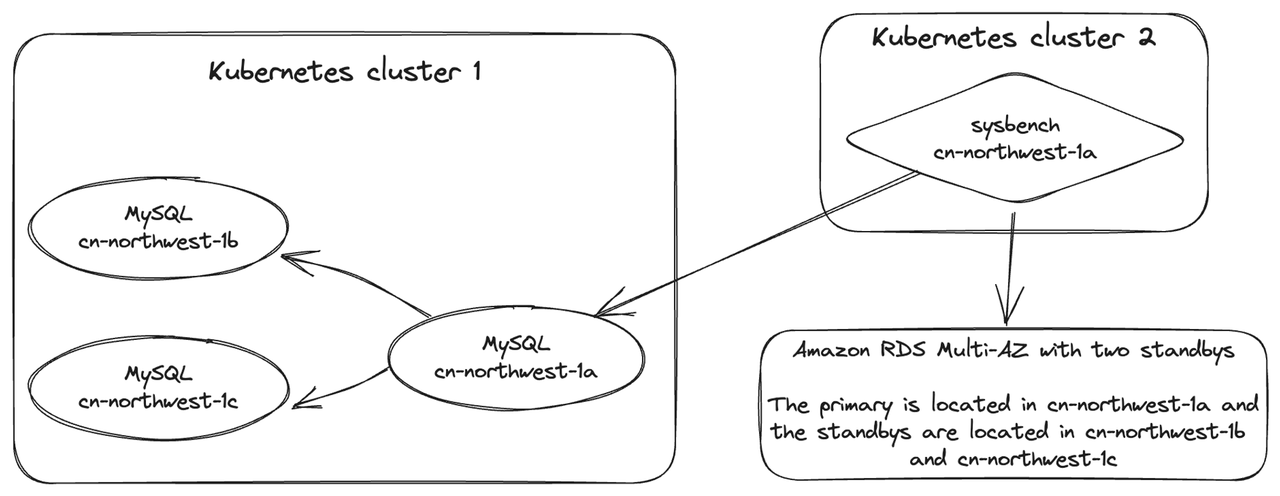 Kubernetes cluster 1
MySQL
cn-northwest-1b
MySQL
cn-northwest-1c
MySQL
cn-northwest-1a
Kubernetes cluster 2
sysbench
cn-northwest-1a
Amazon RDS Multi-AZ with two standbys
The primary is located in cn-northwest-1a and
the standbys are located in cn-northwest-1b
and cn-northwest-1c